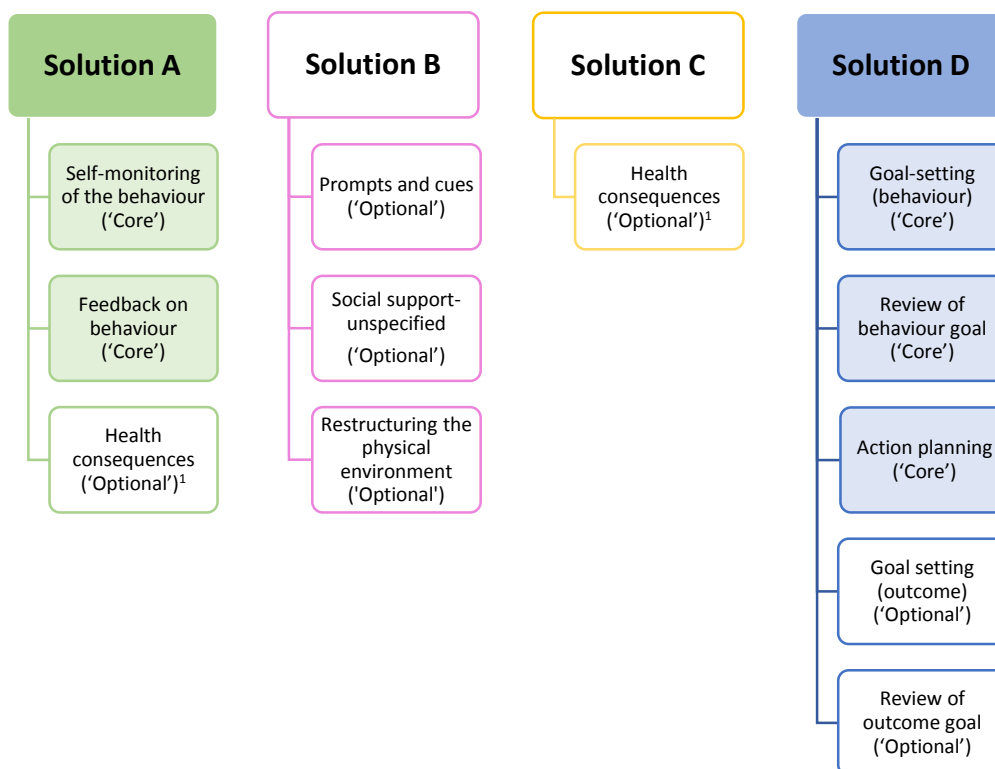 Solution A
Self-monitoring
of the behaviour
(‘Core’)
Feedback on
behaviour
(‘Core’)
Health
consequences
(‘Optional’)1
Solution B
Prompts and cues
(‘Optional’)
Social support-
unspecified
(‘Optional’)
Restructuring the
physical
environment
('Optional')
Solution C
Health
consequences
(‘Optional’)1
Solution D
Goal-setting
(behaviour)
(‘Core’)
Review of
behaviour goal
(‘Core’)
Action planning
(‘Core’)
Goal setting
(outcome)
(‘Optional’)
Review of
outcome goal
(‘Optional’)